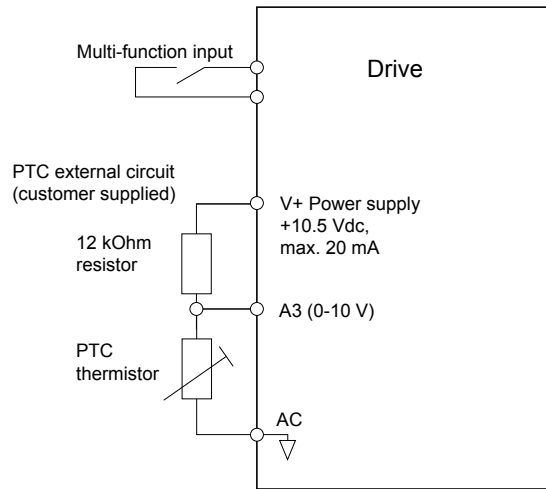 Multi-function input
Drive
PTC external circuit
(customer supplied)
V+ Power supply
+10.5 Vdc,
max. 20 mA
12 kOhm
resistor
A3 (0-10 V)
PTC
thermistor
AC